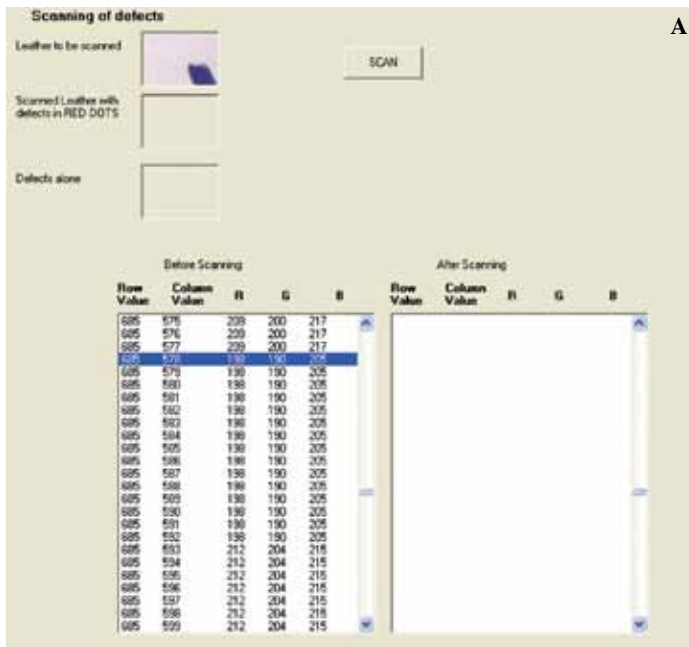 Scanning of defects
A
Leather to be scanned
SCAN
Scanned Leather with
defects in RED DOTS
Defects alone
Before Scanning
After Scanning
Row Value Column Value R G B
Row Value Column Value R G B
685 575 209 200 217
685 576 209 200 217
685 577 209 200 217
685 578 198 190 205
685 579 198 190 205
685 580 198 190 205
685 581 198 190 205
685 582 198 190 205
685 583 198 190 205
685 584 198 190 205
685 585 198 190 205
685 586 198 190 205
685 587 198 190 205
685 588 198 190 205
685 589 198 190 205
685 590 198 190 205
685 591 198 190 205
685 592 198 190 205
685 593 212 204 215
685 594 212 204 215
685 595 212 204 215
685 596 212 204 215
685 597 212 204 215
685 598 212 204 215
685 599 212 204 215